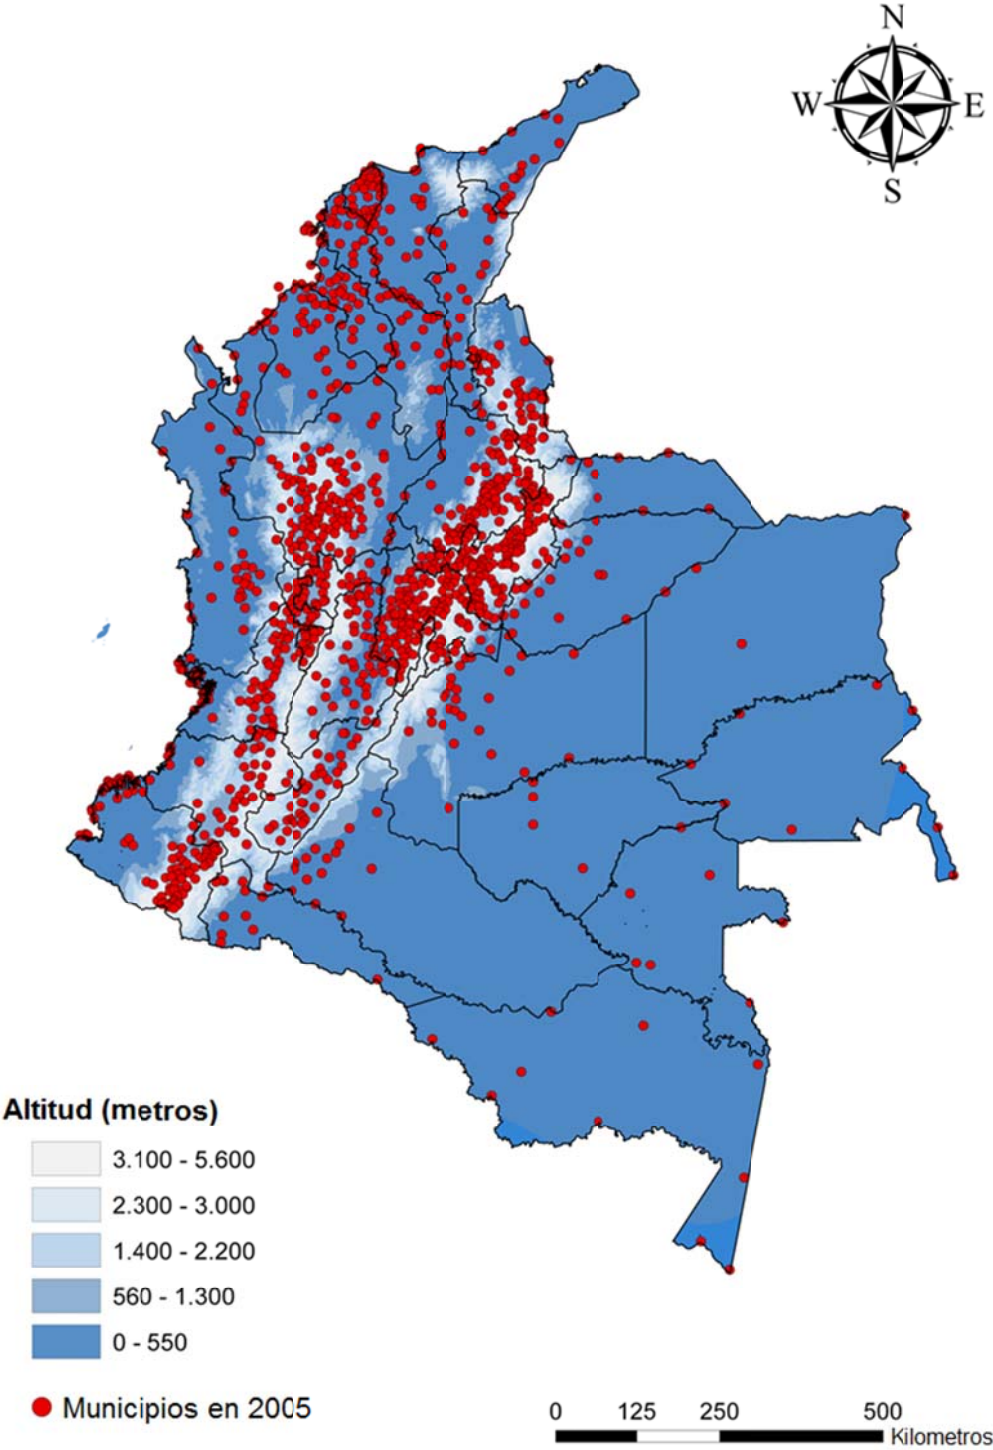 N
W E
S
Altitud (metros)
3.100 - 5.600
2.300 - 3.000
1.400 - 2.200
560 - 1.300
0 - 550
Municipios en 2005
0 125 250 500
Kilometros